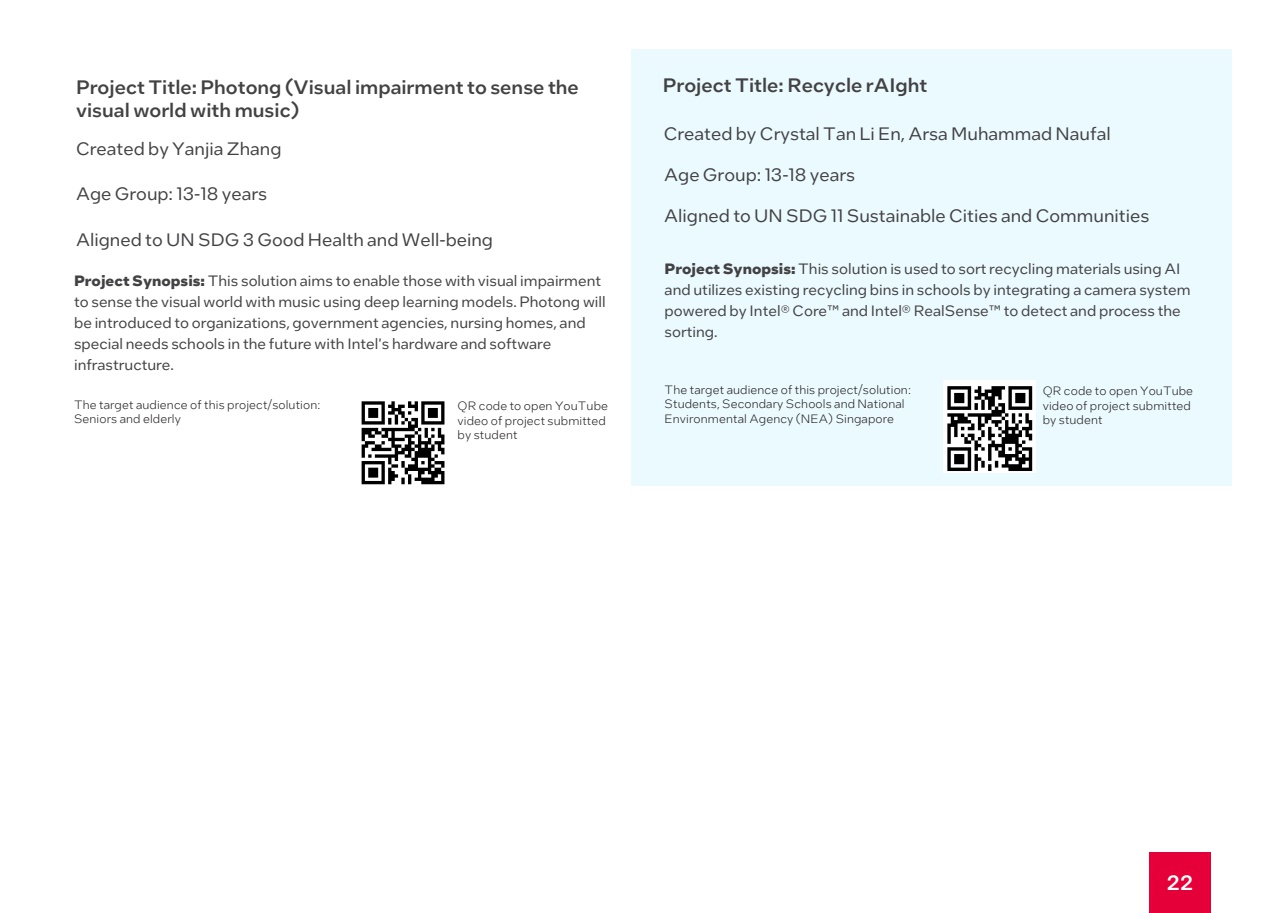 Project Title: Photong (Visual impairment to sense the
visual world with music)
Created by Yanjia Zhang
Age Group: 13-18 years
Aligned to UN SDG 3 Good Health and Well-being
Project Synopsis: This solution aims to enable those with visual impairment
to sense the visual world with music using deep learning models. Photong will
be introduced to organizations, government agencies, nursing homes, and
special needs schools in the future with Intel's hardware and software
infrastructure.
The target audience of this project/solution:
Seniors and elderly
QR code to open YouTube
video of project submitted
by student
Project Title: Recycle rAIght
Created by Crystal Tan Li En, Arsa Muhammad Naufal
Age Group: 13-18 years
Aligned to UN SDG 11 Sustainable Cities and Communities
Project Synopsis: This solution is used to sort recycling materials using AI
and utilizes existing recycling bins in schools by integrating a camera system
powered by Intel® Core™ and Intel® RealSense™ to detect and process the
sorting.
The target audience of this project/solution:
Students, Secondary Schools and National
Environmental Agency (NEA) Singapore
QR code to open YouTube
video of project submitted
by student
22